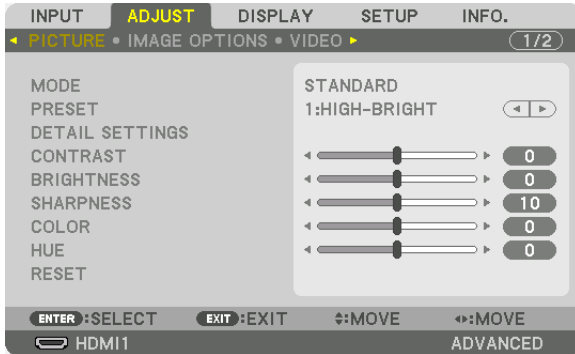 INPUT ADJUST DISPLAY SETUP INFO.
PICTURE • IMAGE OPTIONS • VIDEO 1/2
MODE STANDARD
PRESET 1:HIGH-BRIGHT
DETAIL SETTINGS
CONTRAST 0
BRIGHTNESS 0
SHARPNESS 10
COLOR 0
HUE 0
RESET
ENTER:SELECT EXIT:EXIT :MOVE :MOVE
HDMI1 ADVANCED